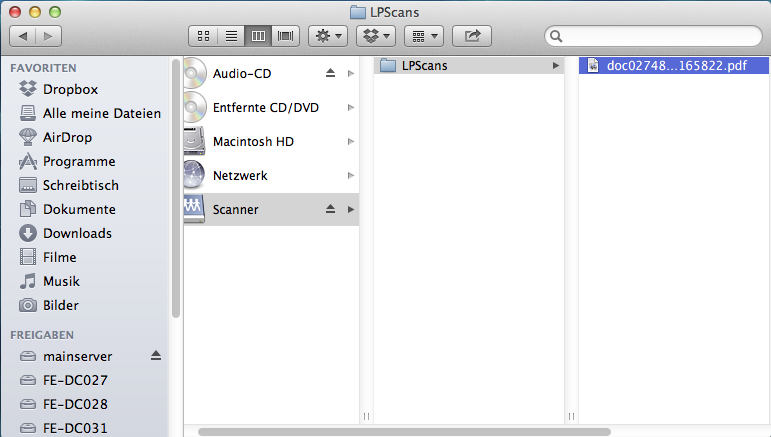 LPScans
FAVORITEN
Dropbox
Alle meine Dateien
AirDrop
Programme
Schreibtisch
Dokumente
Downloads
Filme
Musik
Bilder
FREIGABEN
mainserver
FE-DC027
FE-DC028
FE-DC031
Audio-CD
Entfernte CD/DVD
Macintosh HD
Netzwerk
Scanner
LPScans
doc02748...165822.pdf